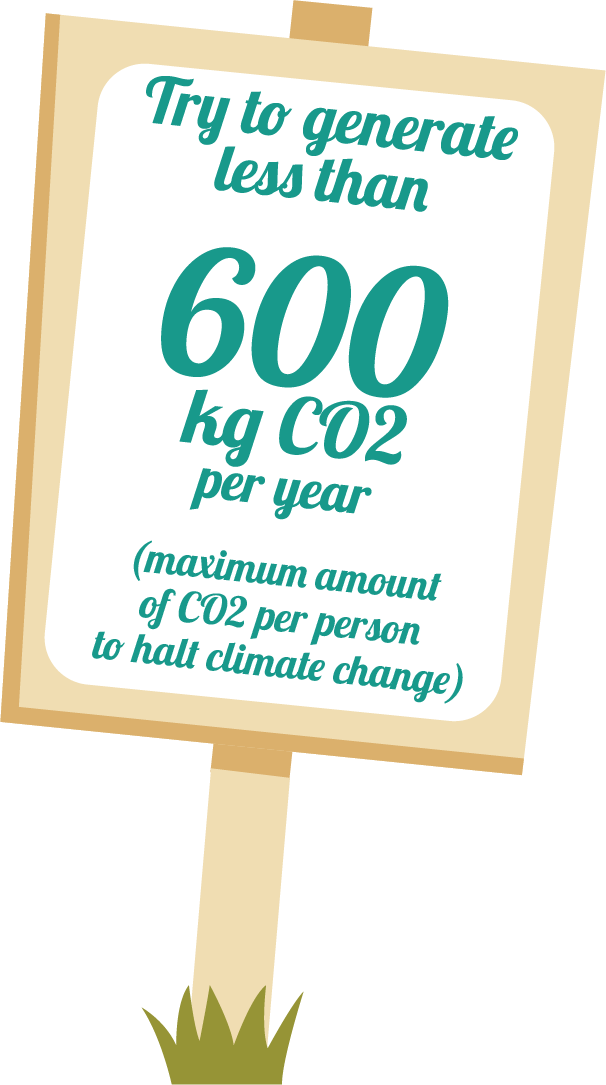 Try to generate
less than
600
kg CO2
per year
(maximum amount
of CO2 per person
to halt climate change)